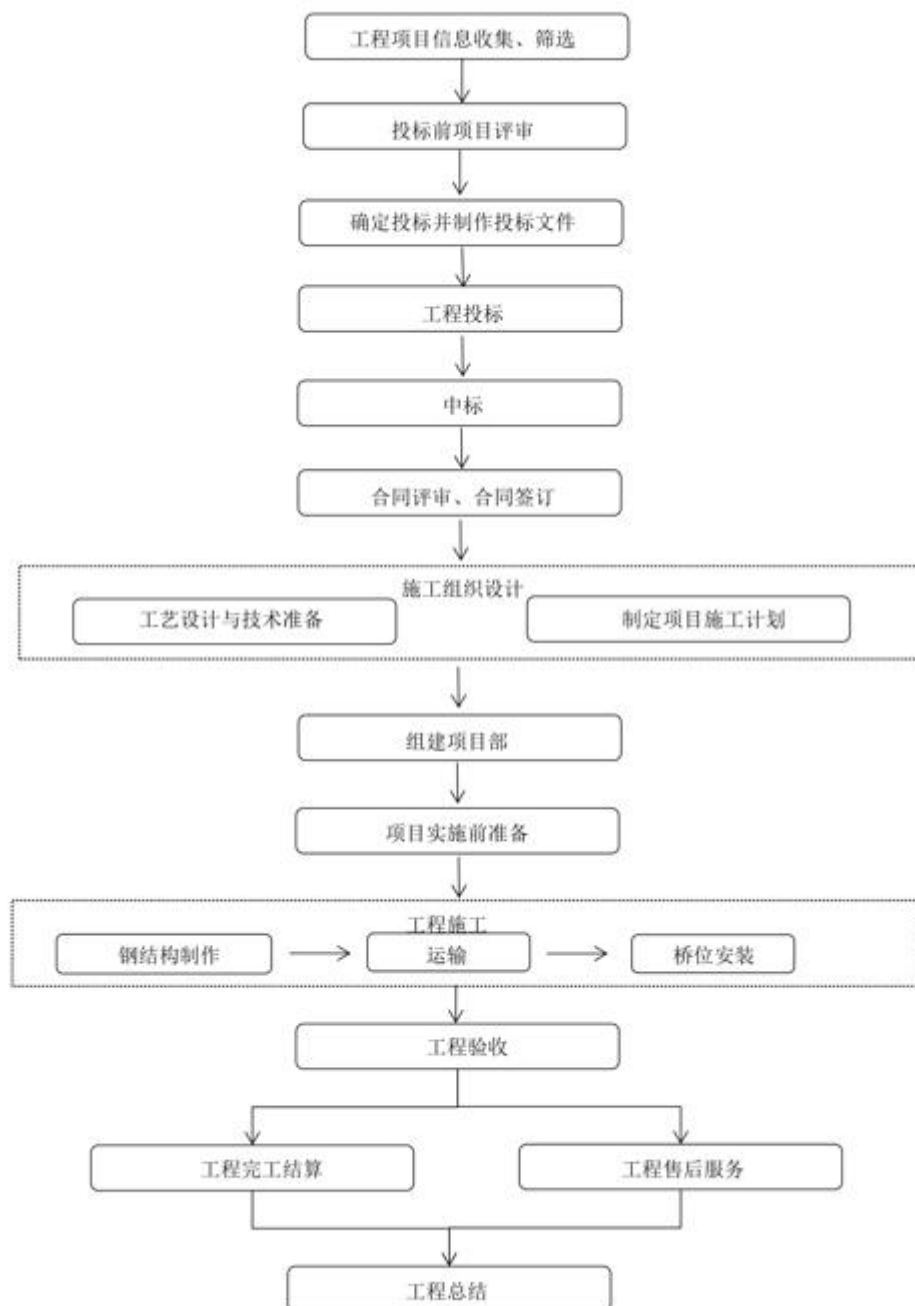 工程项目信息收集、筛选
投标前项目评审
确定投标并制作投标文件
工程投标
中标
合同评审、合同签订
施工组织设计
工艺设计与技术准备
制定项目施工计划
组建项目部
项目实施前准备
工程施工
钢结构制作
运输
桥位安装
工程验收
工程完工结算
工程售后服务
工程总结